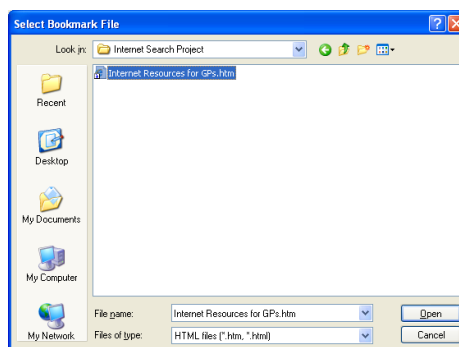 Select Bookmark File
Look in: Internet Search Project
Internet Resources for GPs.htm
Recent
Desktop
My Documents
My Computer
My Network
File name: Internet Resources for GPs.htm Open
Files of type: HTML files (*.htm, *.html) Cancel